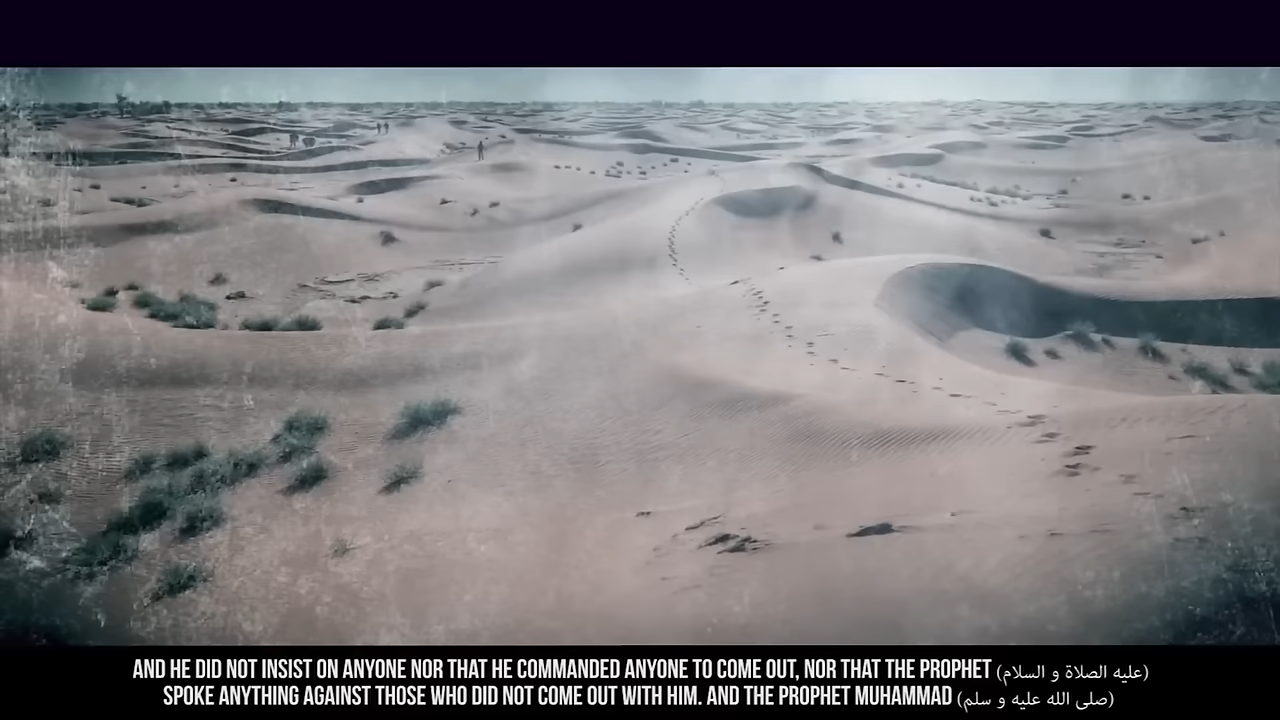 AND HE DID NOT INSIST ON ANYONE NOR THAT HE COMMANDED ANYONE TO COME OUT, NOR THAT THE PROPHET (عليه الصلاة و السلام)
SPOKE ANYTHING AGAINST THOSE WHO DID NOT COME OUT WITH HIM. AND THE PROPHET MUHAMMAD (صلى الله عليه و سلم)